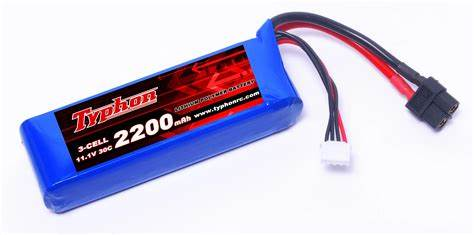 Typhon
LITHIUM POLYMER BATTERY
3-CELL
11.1V 30C
2200mAh
www.typhonrc.com